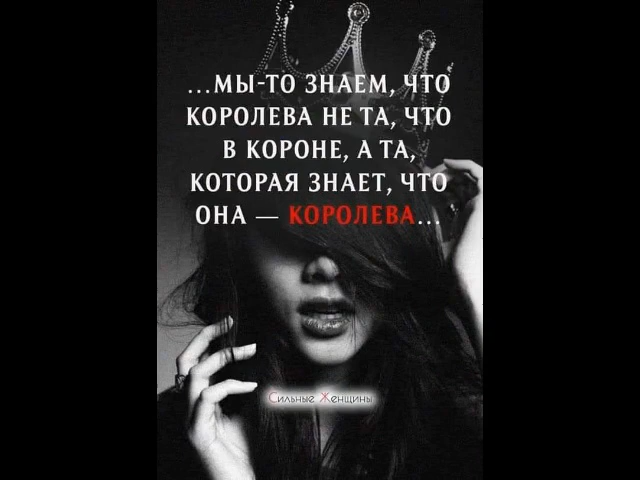 ...МЫ-ТО ЗНАЕМ, ЧТО
КОРОЛЕВА НЕ ТА, ЧТО
В КОРОНЕ, А ТА,
КОТОРАЯ ЗНАЕТ, ЧТО
ОНА — КОРОЛЕВА...
Сильные Женщины